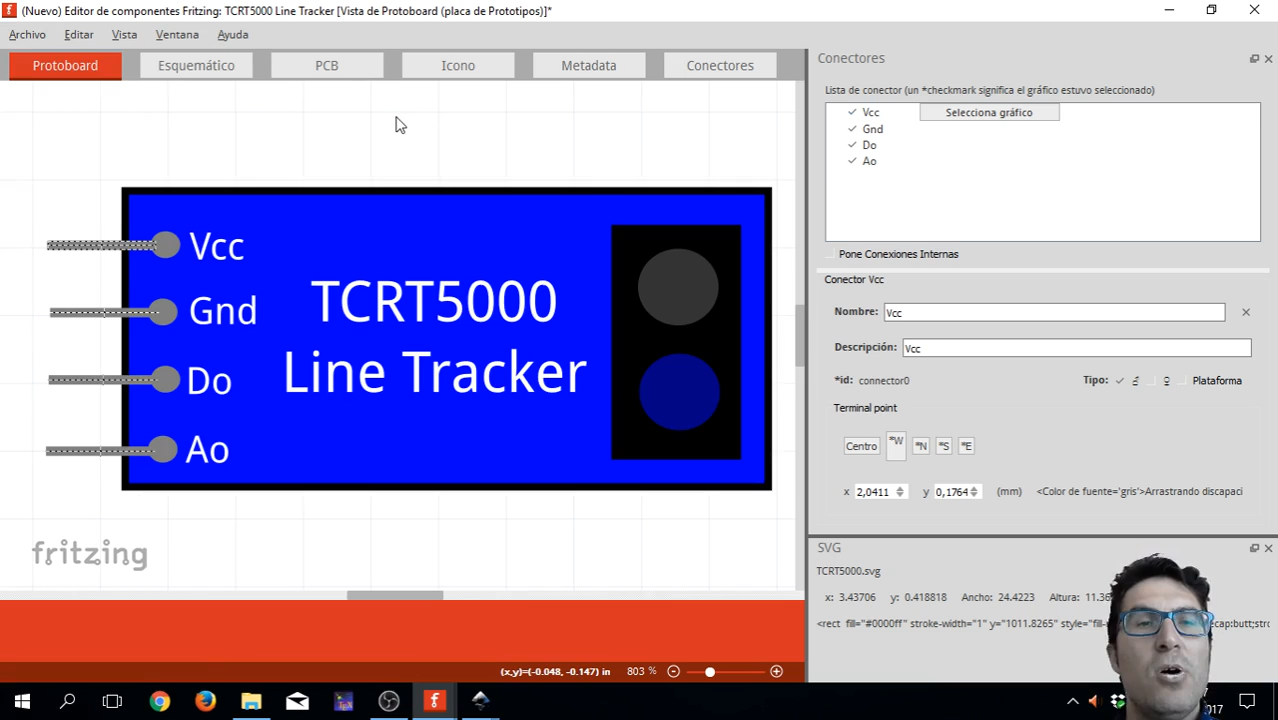 (Nuevo) Editor de componentes Fritzing: TCRT5000 Line Tracker [Vista de Protoboard (placa de Prototipos)]*
Archivo Editar Vista Ventana Ayuda
Protoboard Esquemático PCB Icono Metadata Conectores
Vcc
Gnd
Do
Ao
TCRT5000
Line Tracker
fritzing
(x,y)=(-0.048, -0.147) in 803 %
Conectores
Lista de conector (un *checkmark significa el gráfico estuvo seleccionado)
Vcc Selecciona gráfico
Gnd
Do
Ao
Pone Conexiones Internas
Conector Vcc
Nombre: Vcc
Descripción: Vcc
*id: connector0 Tipo: Plataforma
Terminal point
Centro *W *N *S *E
x 2,0411 y 0,1764 (mm) <Color de fuente='gris'>Arrastrando discapaci
SVG
TCRT5000.svg
x: 3.43706 y: 0.418818 Ancho: 24.4223 Altura: 11.36
<rect fill="#0000ff" stroke-width="1" y="1011.8265" style="fill- ecap:butt;stro